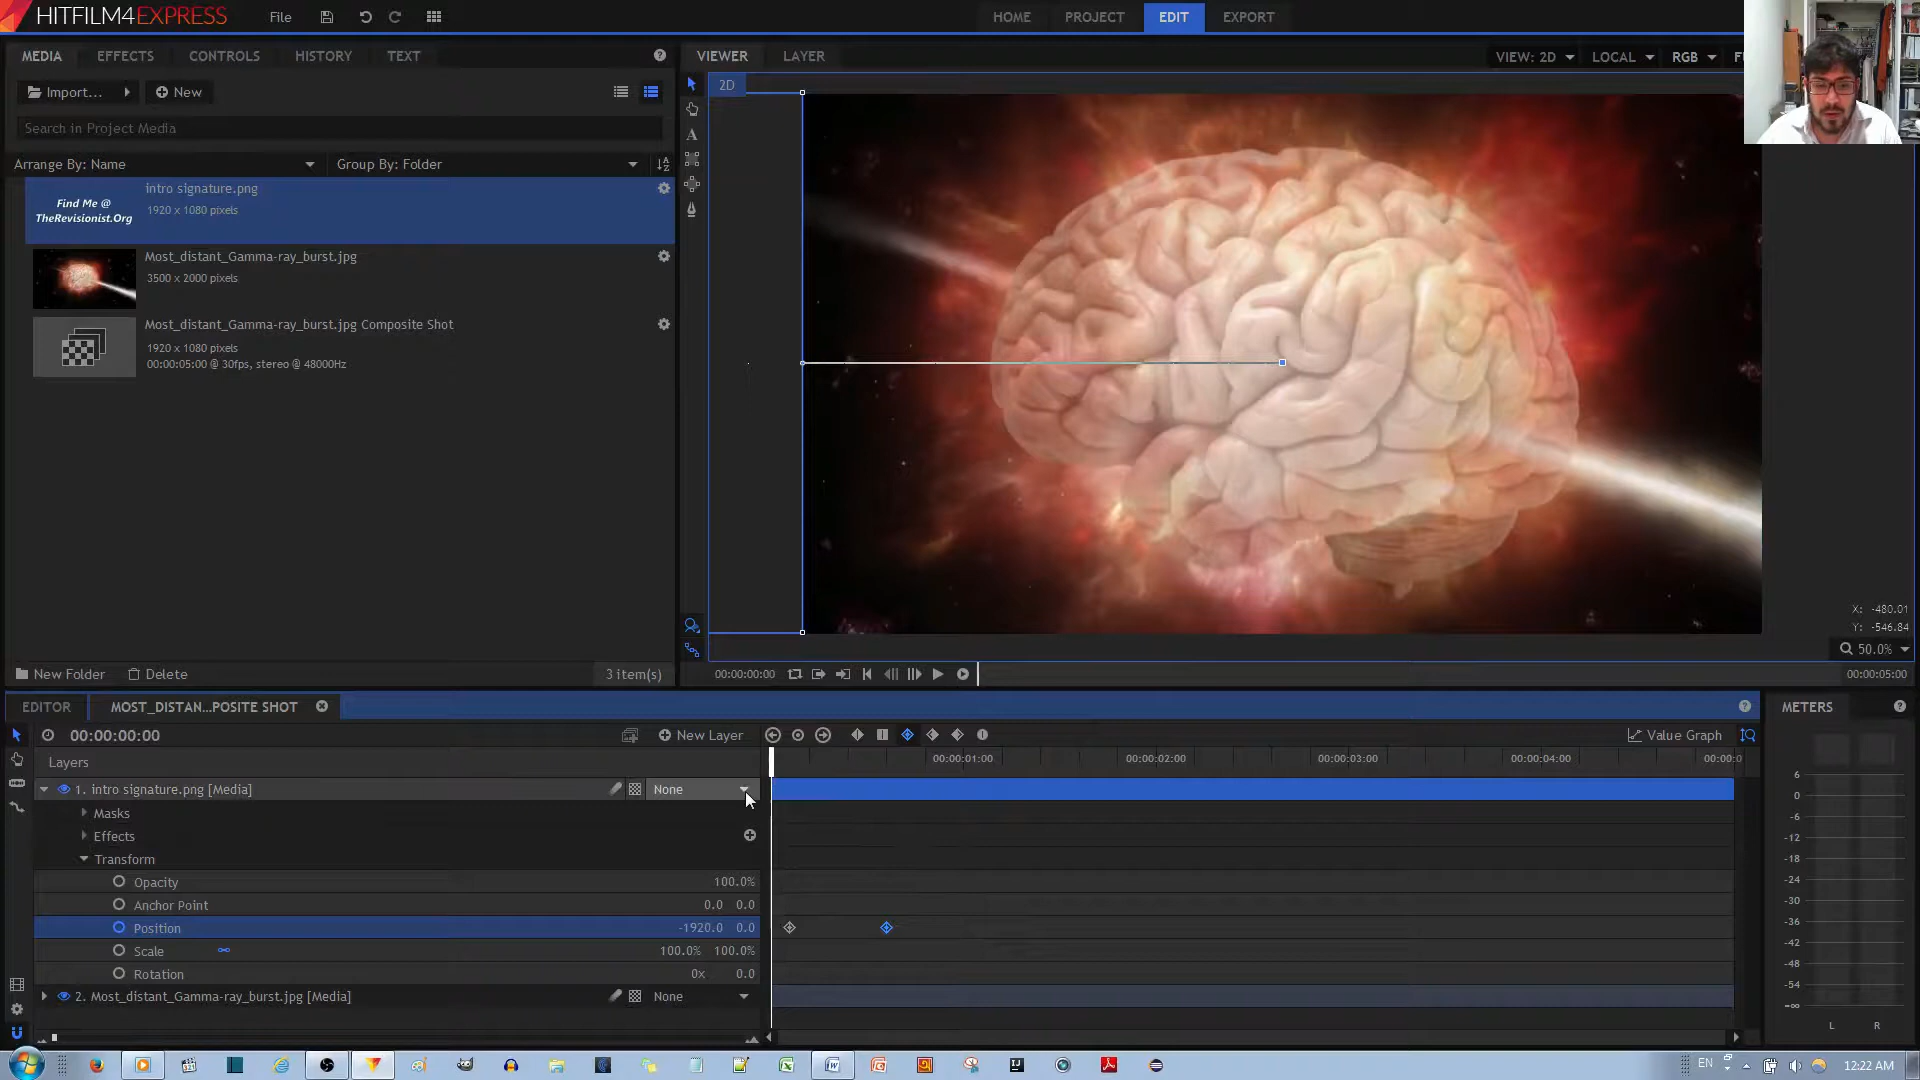 HITFILM4EXPRESS
File
HOME
PROJECT
EDIT
EXPORT
MEDIA
EFFECTS
CONTROLS
HISTORY
TEXT
VIEWER
LAYER
VIEW: 2D
LOCAL
RGB
Import...
New
2D
Search in Project Media
Arrange By: Name
Group By: Folder
Find Me @
TheRevisionist.Org
intro signature.png
1920 x 1080 pixels
Most_distant_Gamma-ray_burst.jpg
3500 x 2000 pixels
Most_distant_Gamma-ray_burst.jpg Composite Shot
1920 x 1080 pixels
00:00:05:00 @ 30fps, stereo @ 48000Hz
X: -480.01
Y: -546.84
50.0%
New Folder
Delete
3 item(s)
00:00:00:00
00:00:05:00
EDITOR
MOST_DISTAN...POSITE SHOT
METERS
00:00:00:00
New Layer
Value Graph
Layers
00:00:01:00
00:00:02:00
00:00:03:00
00:00:04:00
00:00:0
1. intro signature.png [Media]
None
Masks
Effects
Transform
Opacity
100.0%
Anchor Point
0.0 0.0
Position
-1920.0 0.0
Scale
100.0% 100.0%
Rotation
0x 0.0
2. Most_distant_Gamma-ray_burst.jpg [Media]
None
6
0
-6
-12
-18
-24
-30
-36
-42
-48
-54
-∞
L
R
EN
12:22 AM